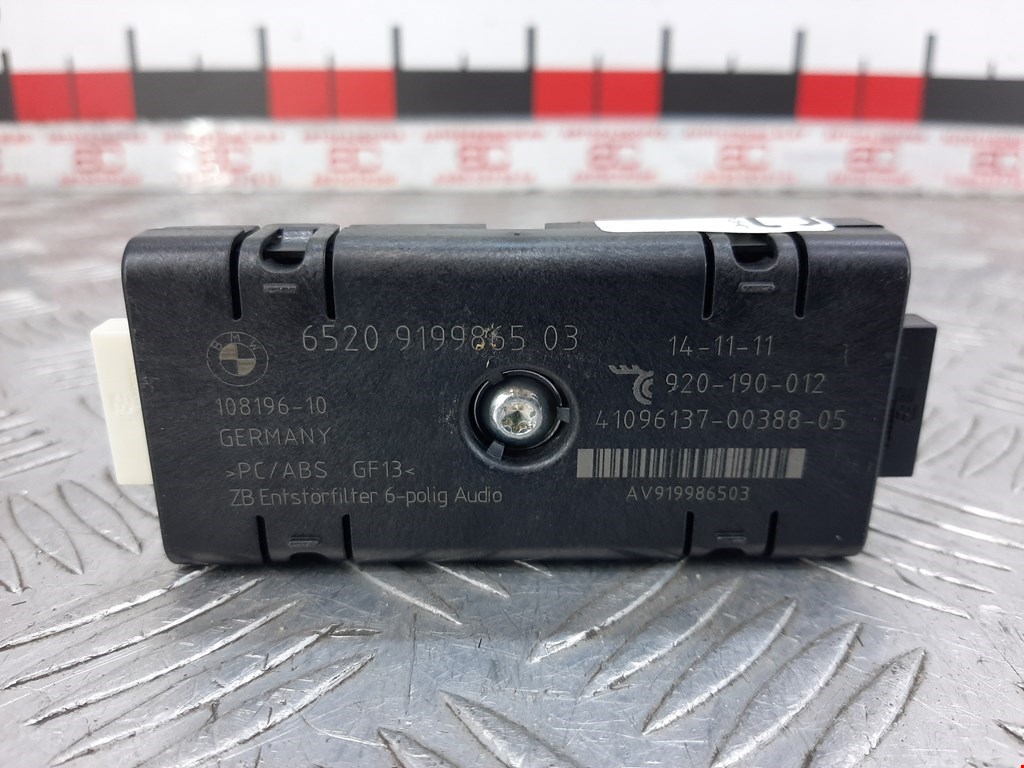 BMW
6520 9199865 03
108196-10
GERMANY
>PC/ABS GF13<
ZB Entstörfilter 6-polig Audio
14-11-11
920-190-012
41096137-00388-05
AV919986503